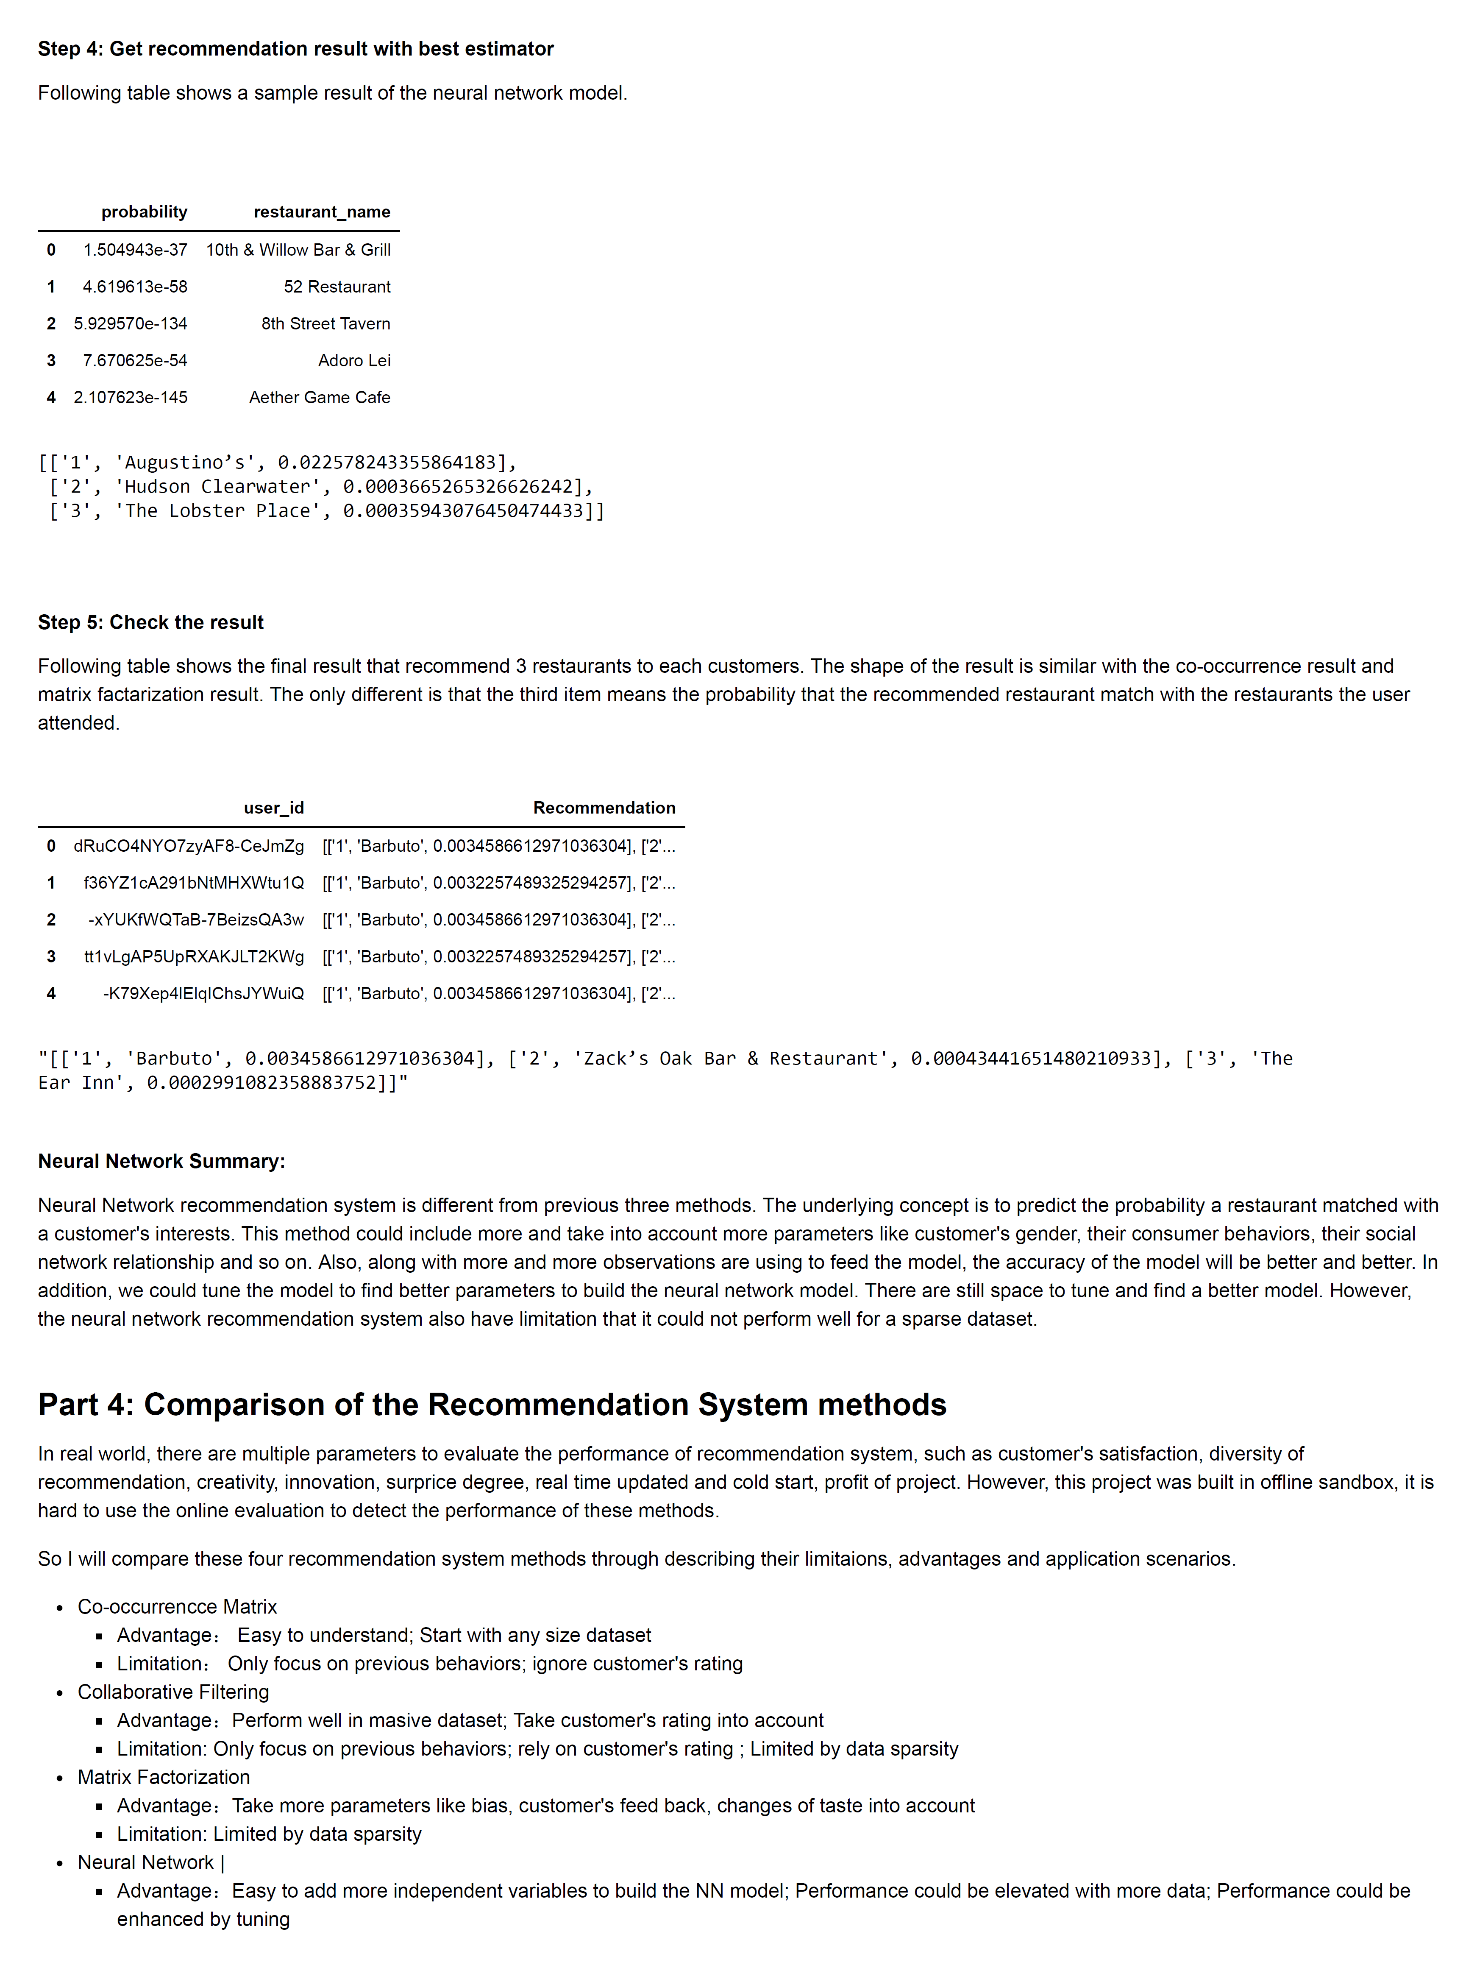 Step 4: Get recommendation result with best estimator
Following table shows a sample result of the neural network model.
probability restaurant_name
0 1.504943e-37 10th & Willow Bar & Grill
1 4.619613e-58 52 Restaurant
2 5.929570e-134 8th Street Tavern
3 7.670625e-54 Adoro Lei
4 2.107623e-145 Aether Game Cafe
[['1', 'Augustino’s', 0.022578243355864183],
['2', 'Hudson Clearwater', 0.0003665265326626242],
['3', 'The Lobster Place', 0.00035943076450474433]]
Step 5: Check the result
Following table shows the final result that recommend 3 restaurants to each customers. The shape of the result is similar with the co-occurrence result and
matrix factarization result. The only different is that the third item means the probability that the recommended restaurant match with the restaurants the user
attended.
user_id Recommendation
0 dRuCO4NYO7zyAF8-CeJmZg [['1', 'Barbuto', 0.0034586612971036304], ['2'...
1 f36YZ1cA291bNtMHXWtu1Q [['1', 'Barbuto', 0.0032257489325294257], ['2'...
2 -xYUKfWQTaB-7BeizsQA3w [['1', 'Barbuto', 0.0034586612971036304], ['2'...
3 tt1vLgAP5UpRXAKJLT2KWg [['1', 'Barbuto', 0.0032257489325294257], ['2'...
4 -K79Xep4IEIqIChsJYWuiQ [['1', 'Barbuto', 0.0034586612971036304], ['2'...
"[['1', 'Barbuto', 0.0034586612971036304], ['2', 'Zack’s Oak Bar & Restaurant', 0.00043441651480210933], ['3', 'The
Ear Inn', 0.0002991082358883752]]"
Neural Network Summary:
Neural Network recommendation system is different from previous three methods. The underlying concept is to predict the probability a restaurant matched with
a customer's interests. This method could include more and take into account more parameters like customer's gender, their consumer behaviors, their social
network relationship and so on. Also, along with more and more observations are using to feed the model, the accuracy of the model will be better and better. In
addition, we could tune the model to find better parameters to build the neural network model. There are still space to tune and find a better model. However,
the neural network recommendation system also have limitation that it could not perform well for a sparse dataset.
Part 4: Comparison of the Recommendation System methods
In real world, there are multiple parameters to evaluate the performance of recommendation system, such as customer's satisfaction, diversity of
recommendation, creativity, innovation, surprise degree, real time updated and cold start, profit of project. However, this project was built in offline sandbox, it is
hard to use the online evaluation to detect the performance of these methods.
So I will compare these four recommendation system methods through describing their limitaions, advantages and application scenarios.
• Co-occurrencce Matrix
▪ Advantage： Easy to understand; Start with any size dataset
▪ Limitation： Only focus on previous behaviors; ignore customer's rating
• Collaborative Filtering
▪ Advantage：Perform well in masive dataset; Take customer's rating into account
▪ Limitation: Only focus on previous behaviors; rely on customer's rating ; Limited by data sparsity
• Matrix Factorization
▪ Advantage：Take more parameters like bias, customer's feed back, changes of taste into account
▪ Limitation: Limited by data sparsity
• Neural Network |
▪ Advantage：Easy to add more independent variables to build the NN model; Performance could be elevated with more data; Performance could be
enhanced by tuning